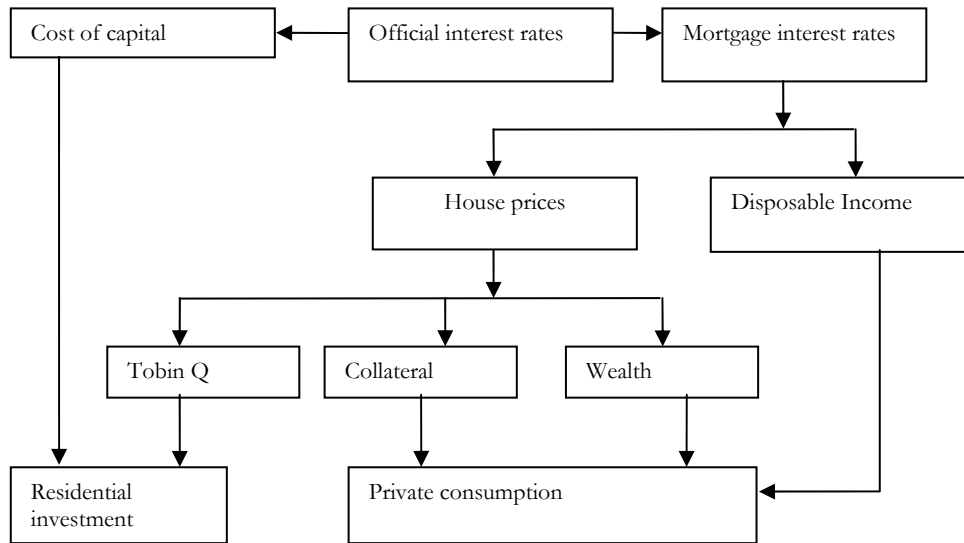 Cost of capital
Official interest rates
Mortgage interest rates
House prices
Disposable Income
Tobin Q
Collateral
Wealth
Residential
investment
Private consumption